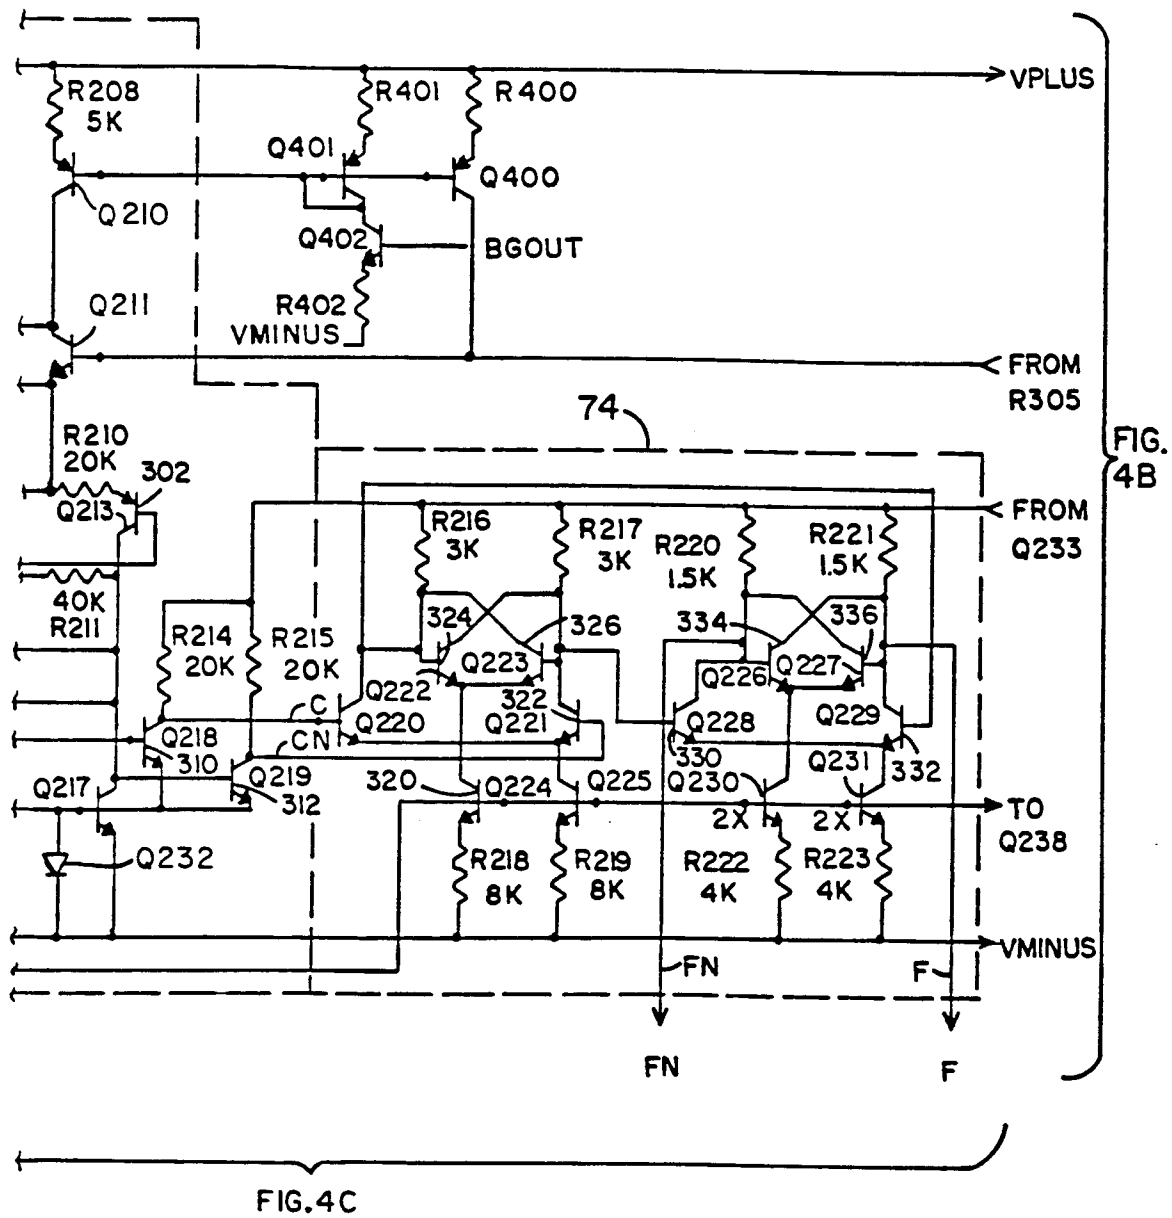 VPLUS
R208
5K
R401
R400
Q401
Q400
Q210
Q402
BGOUT
Q211
R402
VMINUS
FROM
R305
74
FIG.
4B
R210
20K
302
Q213
FROM
Q233
R216
3K
R217
3K
R220
1.5K
R221
1.5K
40K
R211
324
326
334
336
R214
20K
R215
20K
Q223
Q227
Q222
Q226
322
C
Q220
Q221
Q228
Q229
CN
Q218
310
330
332
Q219
320
Q224
Q225
Q230
Q231
Q217
312
2X
2X
TO
Q238
Q232
R218
8K
R219
8K
R222
4K
R223
4K
VMINUS
FN
F
FN
F
FIG.4C